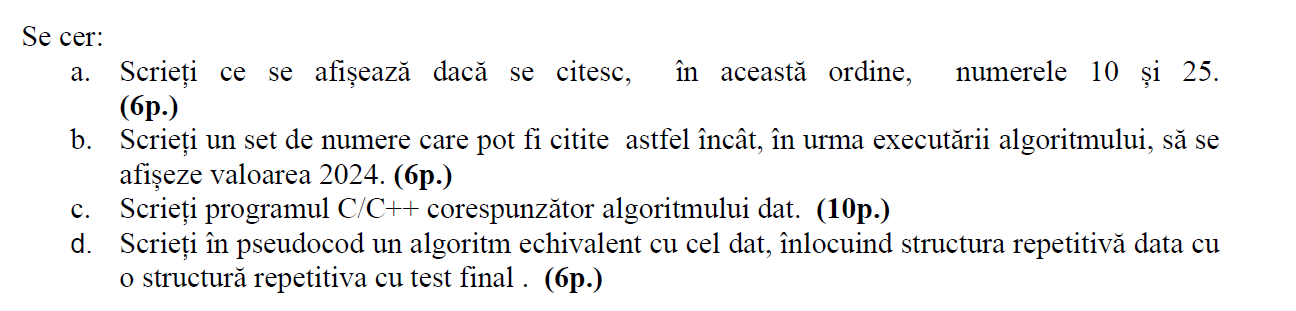 Se cer:
a. Scrieți ce se afișează dacă se citesc, în această ordine, numerele 10 și 25.
(6p.)
b. Scrieți un set de numere care pot fi citite astfel încât, în urma executării algoritmului, să se
afișeze valoarea 2024. (6p.)
c. Scrieți programul C/C++ corespunzător algoritmului dat. (10p.)
d. Scrieți în pseudocod un algoritm echivalent cu cel dat, înlocuind structura repetitivă data cu
o structură repetitiva cu test final . (6p.)